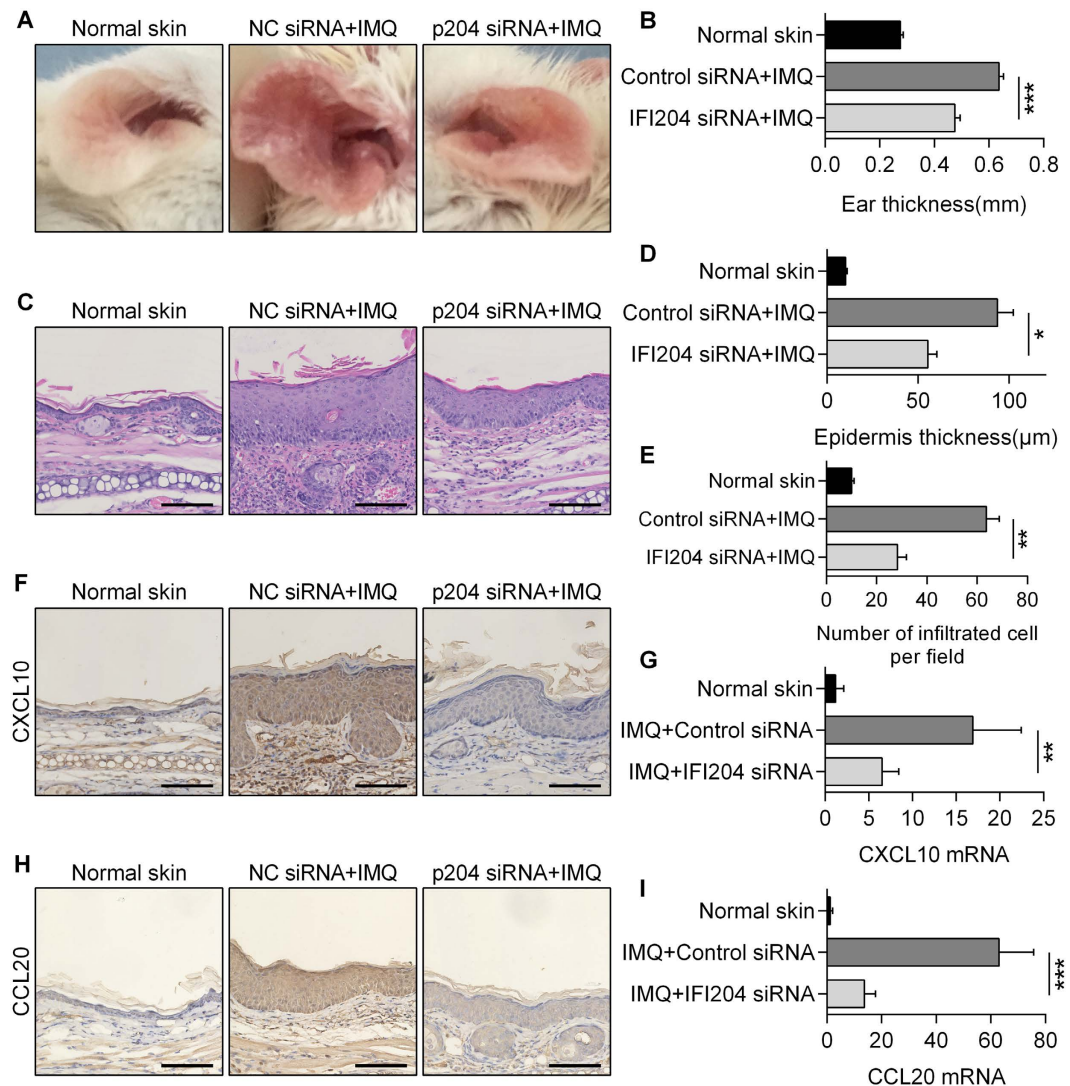 A
Normal skin
NC siRNA+IMQ
p204 siRNA+IMQ
B
Normal skin
Control siRNA+IMQ
IFI204 siRNA+IMQ
***
0.0
0.2
0.4
0.6
0.8
Ear thickness(mm)
C
Normal skin
NC siRNA+IMQ
p204 siRNA+IMQ
D
Normal skin
Control siRNA+IMQ
IFI204 siRNA+IMQ
*
0
50
100
Epidermis thickness(µm)
E
Normal skin
Control siRNA+IMQ
IFI204 siRNA+IMQ
**
0
20
40
60
80
Number of infiltrated cell
per field
F
Normal skin
NC siRNA+IMQ
p204 siRNA+IMQ
CXCL10
G
Normal skin
IMQ+Control siRNA
IMQ+IFI204 siRNA
**
0
5
10
15
20
25
CXCL10 mRNA
H
Normal skin
NC siRNA+IMQ
p204 siRNA+IMQ
CCL20
I
Normal skin
IMQ+Control siRNA
IMQ+IFI204 siRNA
***
0
20
40
60
80
CCL20 mRNA